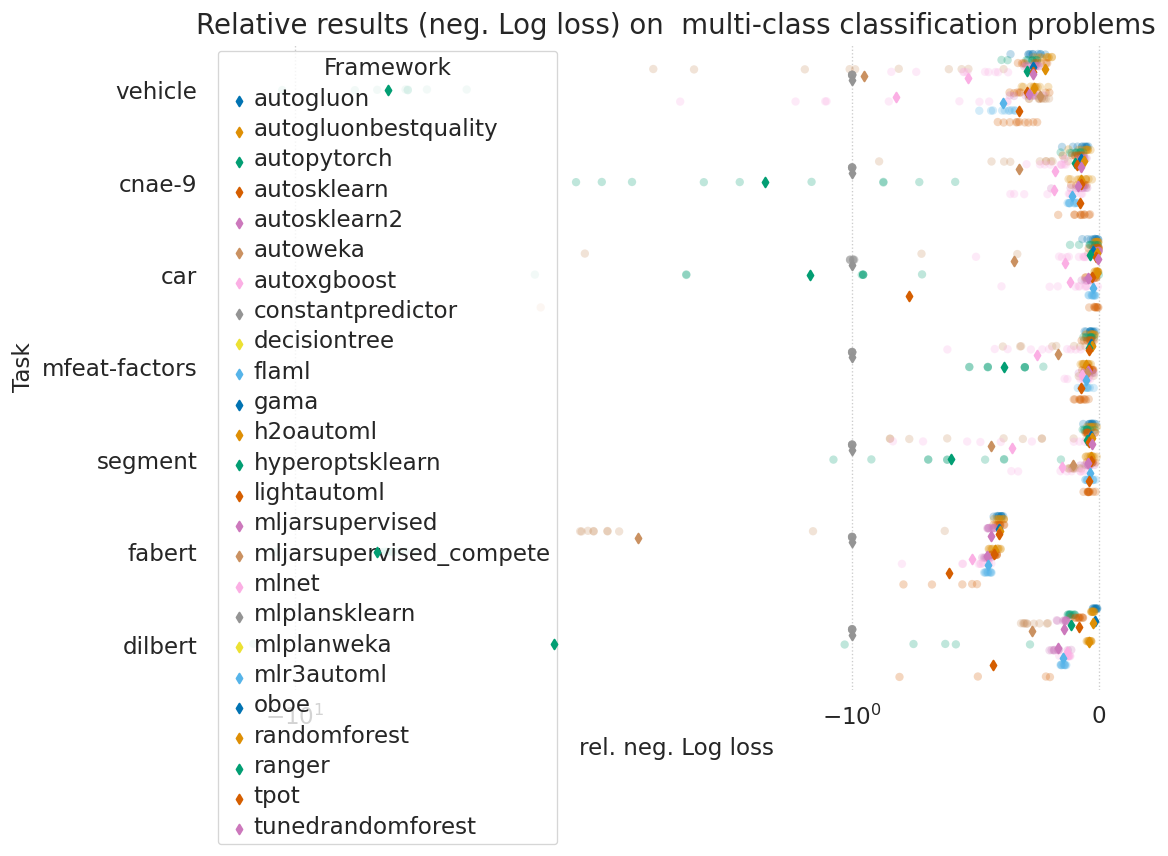 Relative results (neg. Log loss) on  multi-class classification problems
Framework
autogluon
autogluonbestquality
autopytorch
autosklearn
autosklearn2
autoweka
autoxgboost
constantpredictor
decisiontree
flaml
gama
h2oautoml
hyperoptsklearn
lightautoml
mljarsupervised
mljarsupervised_compete
mlnet
mlplansklearn
mlplanweka
mlr3automl
oboe
randomforest
ranger
tpot
tunedrandomforest
Task
vehicle
cnae-9
car
mfeat-factors
segment
fabert
dilbert
−10¹
−10⁰
0
rel. neg. Log loss